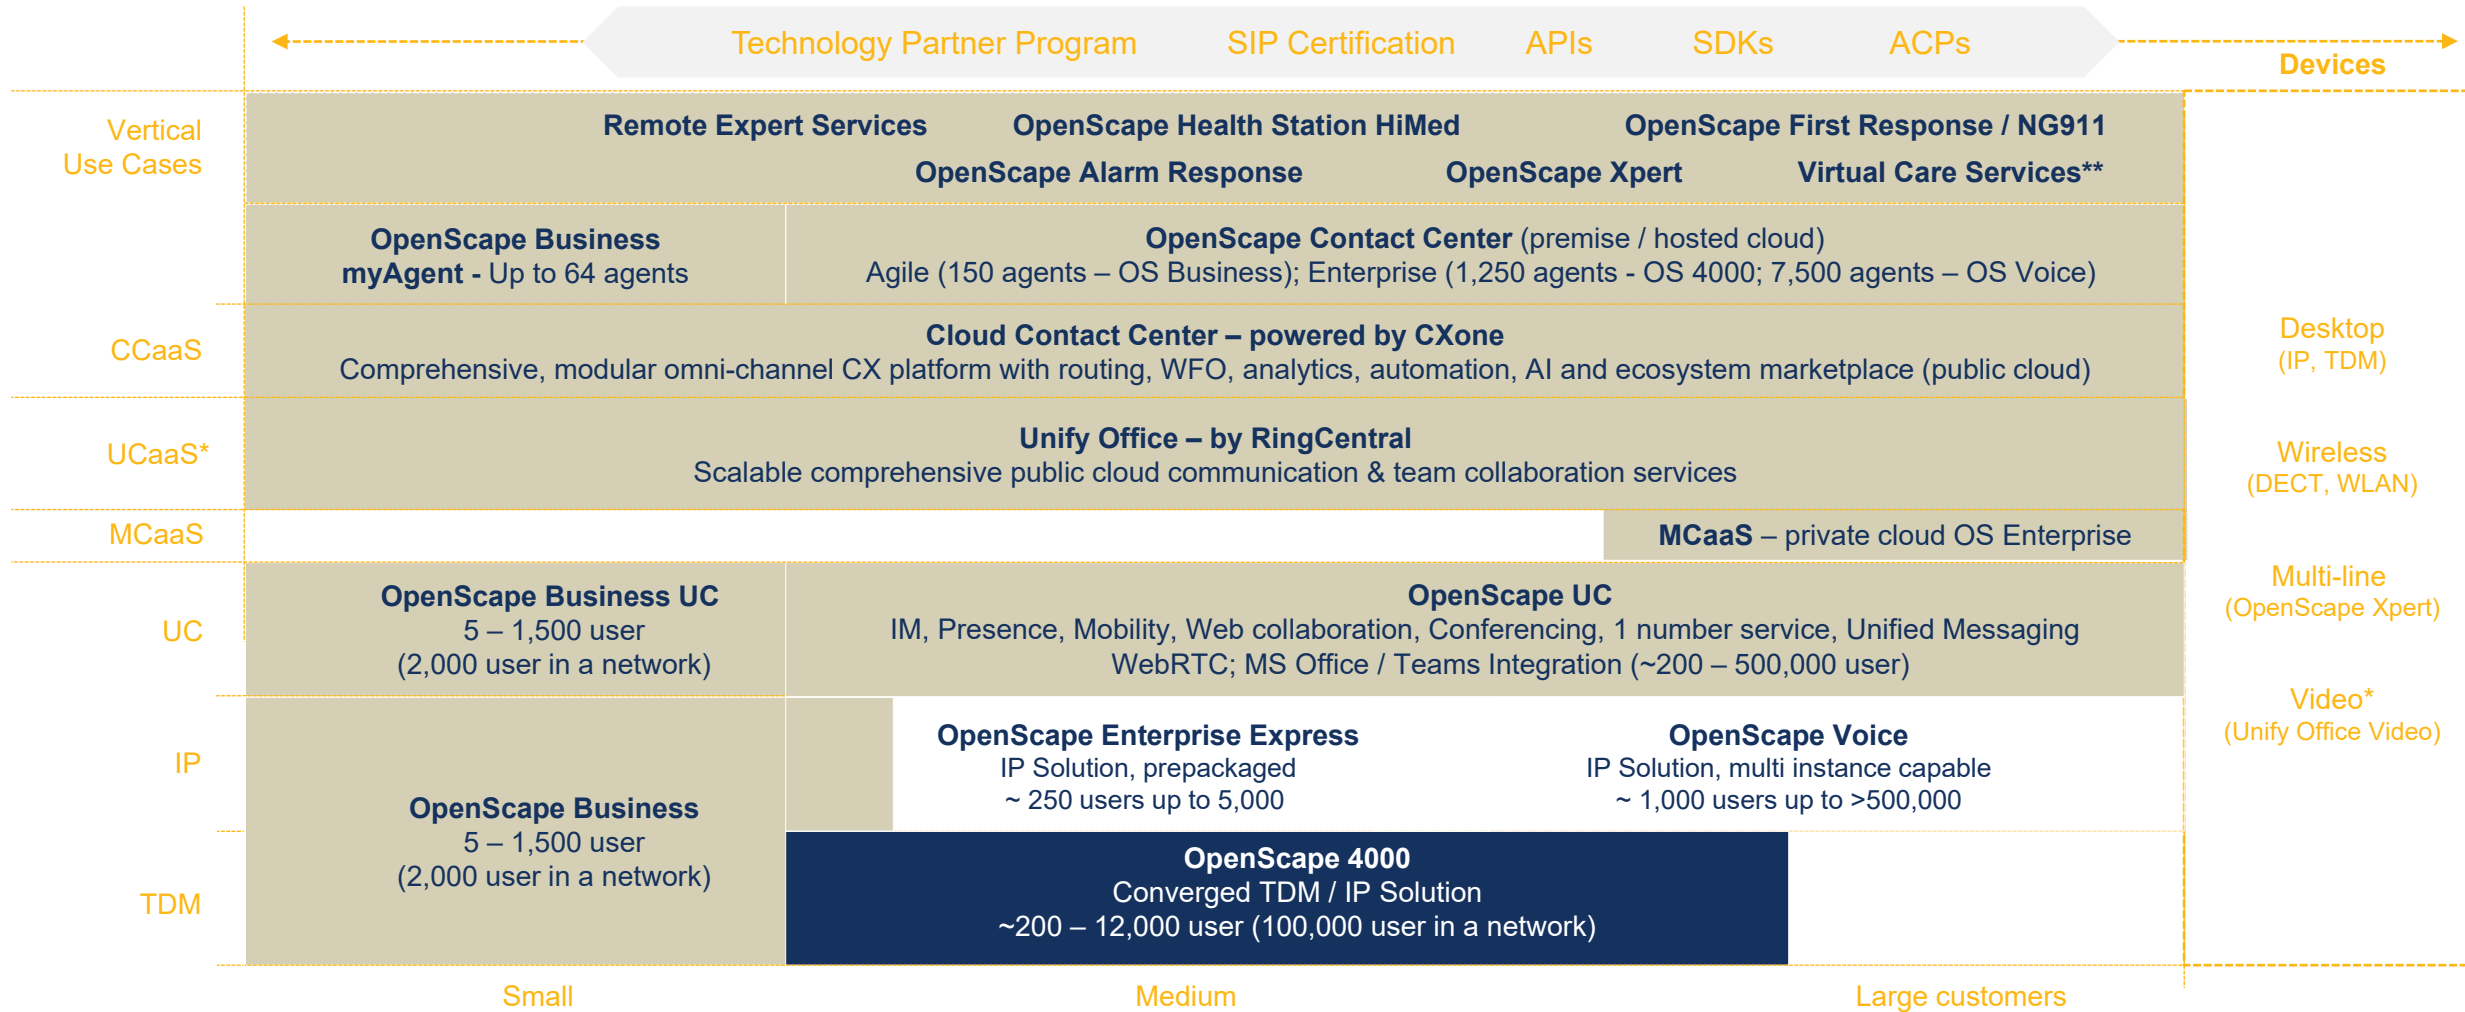 Technology Partner Program SIP Certification APIs SDKs ACPs
Devices
Vertical
Use Cases
Remote Expert Services OpenScape Health Station HiMed OpenScape First Response / NG911
OpenScape Alarm Response OpenScape Xpert Virtual Care Services**
OpenScape Business
myAgent - Up to 64 agents
OpenScape Contact Center (premise / hosted cloud)
Agile (150 agents – OS Business); Enterprise (1,250 agents - OS 4000; 7,500 agents – OS Voice)
CCaaS
Cloud Contact Center – powered by CXone
Comprehensive, modular omni-channel CX platform with routing, WFO, analytics, automation, AI and ecosystem marketplace (public cloud)
UCaaS*
Unify Office – by RingCentral
Scalable comprehensive public cloud communication & team collaboration services
MCaaS
MCaaS – private cloud OS Enterprise
UC
OpenScape Business UC
5 – 1,500 user
(2,000 user in a network)
OpenScape UC
IM, Presence, Mobility, Web collaboration, Conferencing, 1 number service, Unified Messaging
WebRTC; MS Office / Teams Integration (~200 – 500,000 user)
IP
TDM
OpenScape Business
5 – 1,500 user
(2,000 user in a network)
OpenScape Enterprise Express
IP Solution, prepackaged
~ 250 users up to 5,000
OpenScape Voice
IP Solution, multi instance capable
~ 1,000 users up to >500,000
OpenScape 4000
Converged TDM / IP Solution
~200 – 12,000 user (100,000 user in a network)
Desktop
(IP, TDM)
Wireless
(DECT, WLAN)
Multi-line
(OpenScape Xpert)
Video*
(Unify Office Video)
Small Medium Large customers